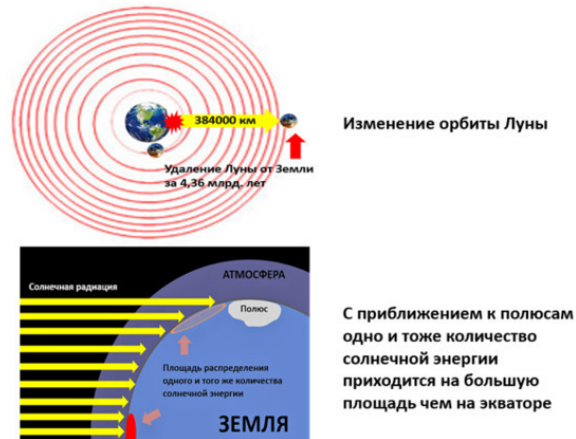 384000 км
Изменение орбиты Луны
Удаление Луны от Земли
за 4,36 млрд. лет
Солнечная радиация
АТМОСФЕРА
Полюс
Площадь распределения
одного и того же количества
солнечной энергии
ЗЕМЛЯ
С приближением к полюсам
одно и тоже количество
солнечной энергии
приходится на большую
площадь чем на экваторе